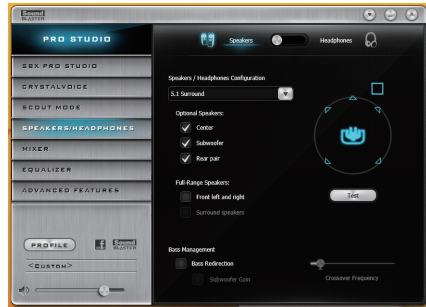 Sound
BLASTER
PRO STUDIO
Speakers
Headphones
SBX PRO STUDIO
CRYSTALVOICE
SCOUT MODE
SPEAKERS/HEADPHONES
MIXER
EQUALIZER
ADVANCED FEATURES
PROFILE
f
Sound
BLASTER
<Custom>
Speakers / Headphones Configuration
5.1 Surround
Optional Speakers:
Center
Subwoofer
Rear pair
Full-Range Speakers:
Front left and right
Surround speakers
Test
Bass Management
Bass Redirection
Subwoofer Gain
Crossover Frequency